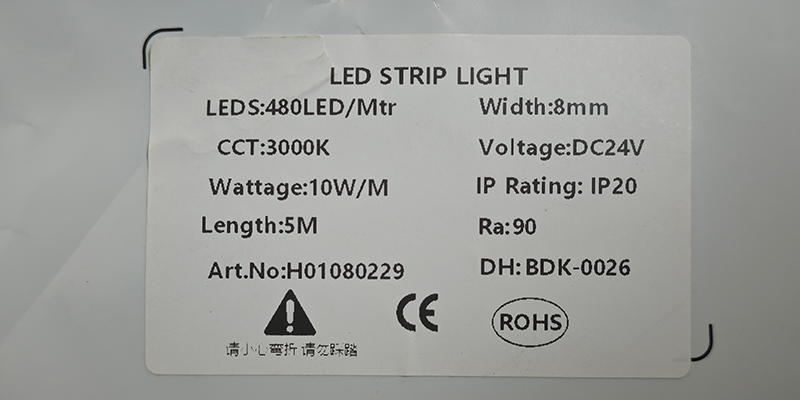 LED STRIP LIGHT
LEDS:480LED/Mtr Width:8mm
CCT:3000K Voltage:DC24V
Wattage:10W/M IP Rating: IP20
Length:5M Ra:90
Art.No:H01080229 DH:BDK-0026
CE ROHS
请小心弯折 请勿踩踏